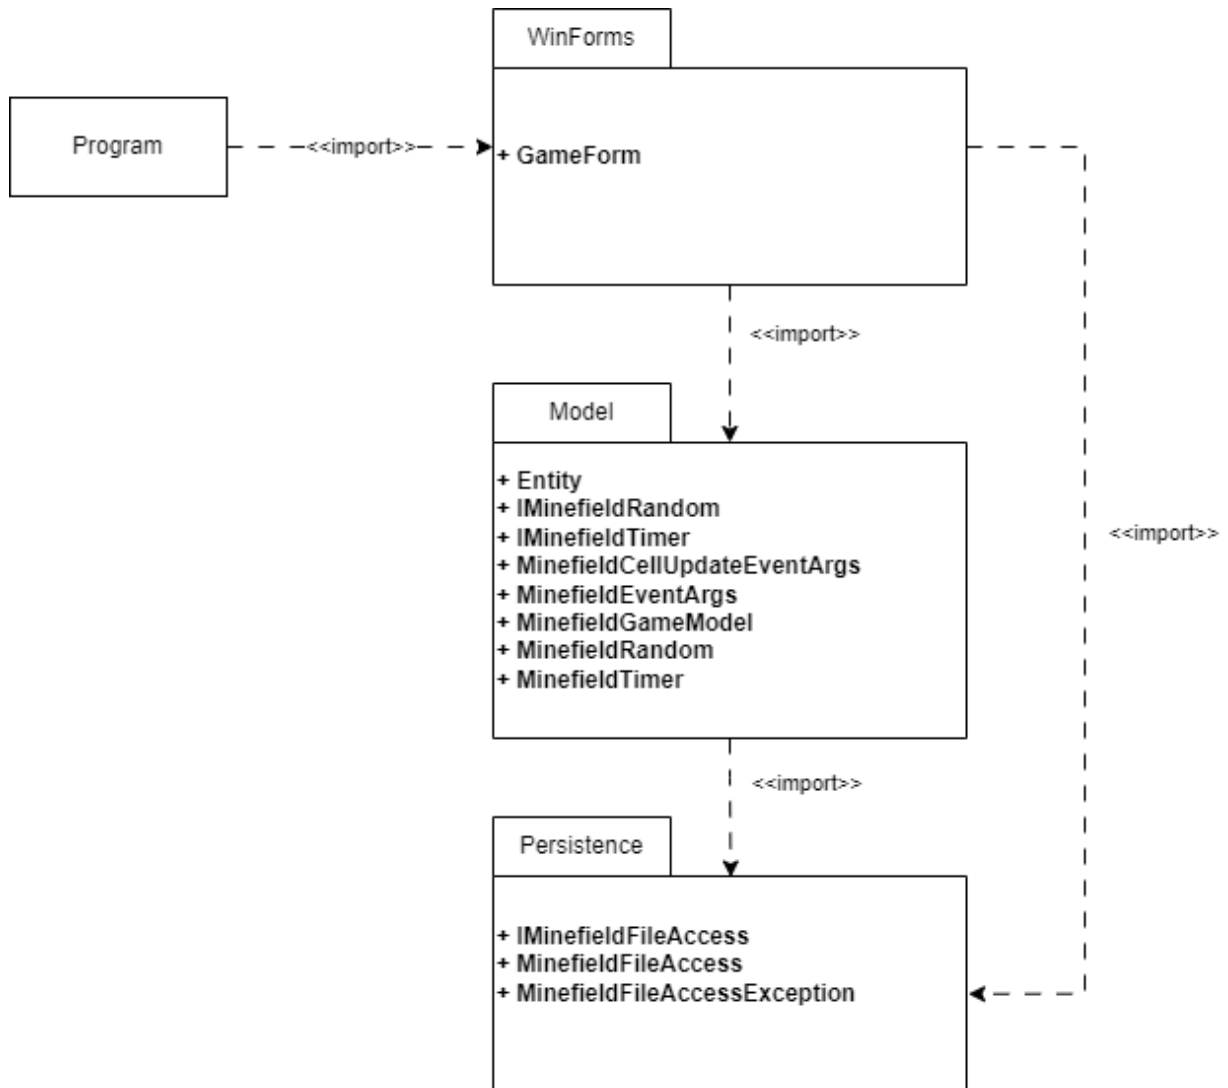 WinForms
Program
<<import>>
+ GameForm
<<import>>
Model
+ Entity
+ IMinefieldRandom
+ IMinefieldTimer
<<import>>
+ MinefieldCellUpdateEventArgs
+ MinefieldEventArgs
+ MinefieldGameModel
+ MinefieldRandom
+ MinefieldTimer
<<import>>
Persistence
+ IMinefieldFileAccess
+ MinefieldFileAccess
+ MinefieldFileAccessException